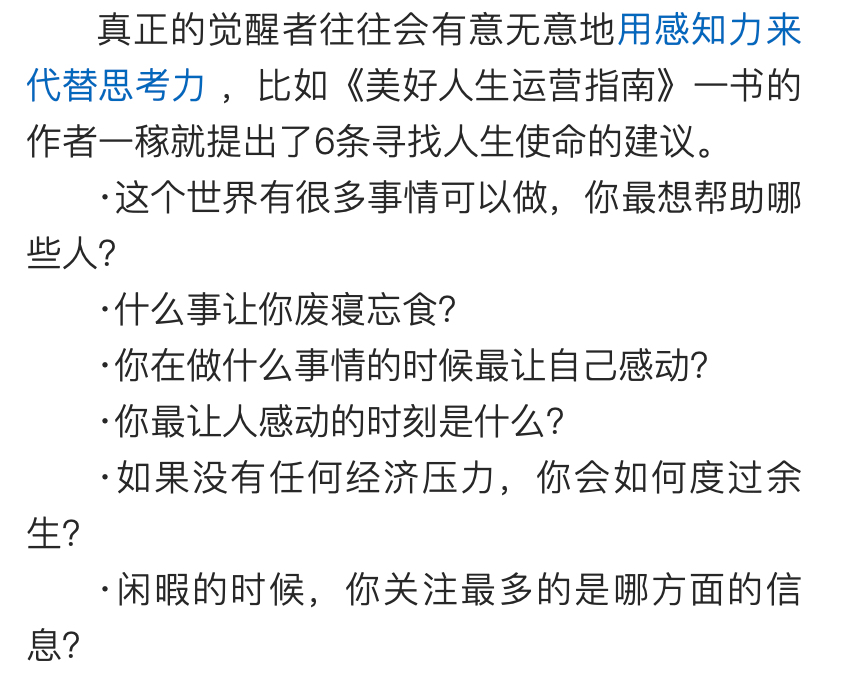 真正的觉醒者往往会有意无意地用感知力来
代替思考力 ，比如《美好人生运营指南》一书的
作者一稼就提出了6条寻找人生使命的建议。
·这个世界有很多事情可以做，你最想帮助哪
些人？
·什么事让你废寝忘食？
·你在做什么事情的时候最让自己感动？
·你最让人感动的时刻是什么？
·如果没有任何经济压力，你会如何度过余
生？
·闲暇的时候，你关注最多的是哪方面的信
息？